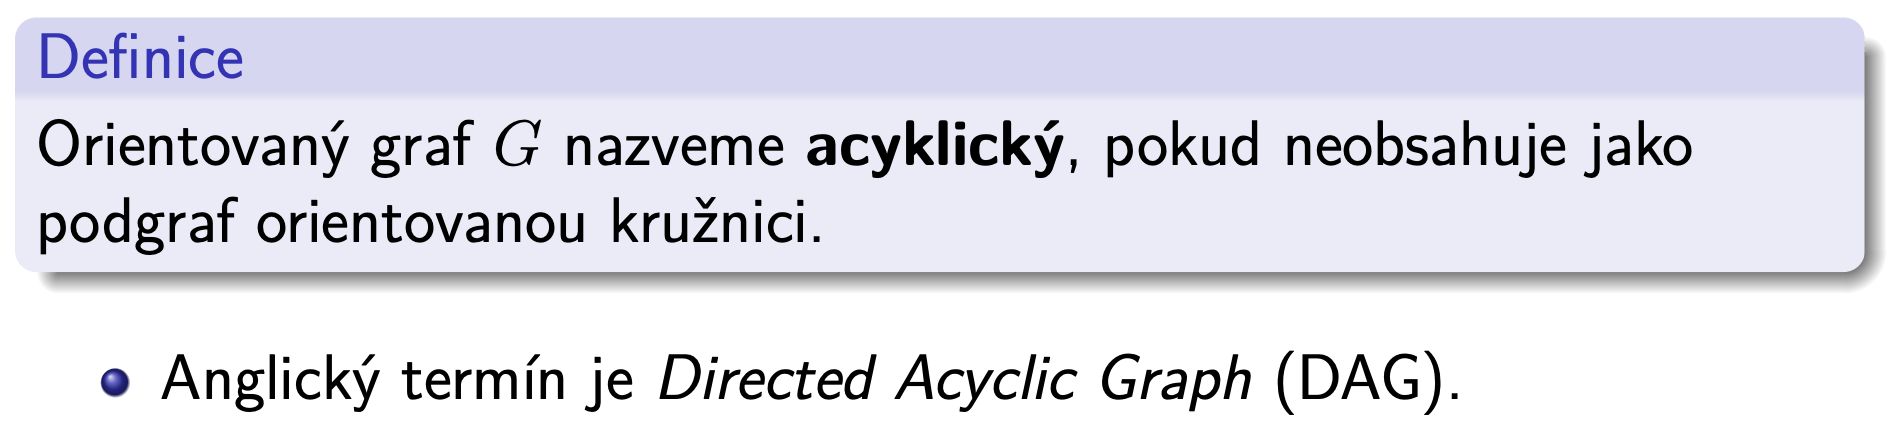 Definice
Orientovaný graf G nazveme acyklický, pokud neobsahuje jako
podgraf orientovanou kružnici.
Anglický termín je Directed Acyclic Graph (DAG).